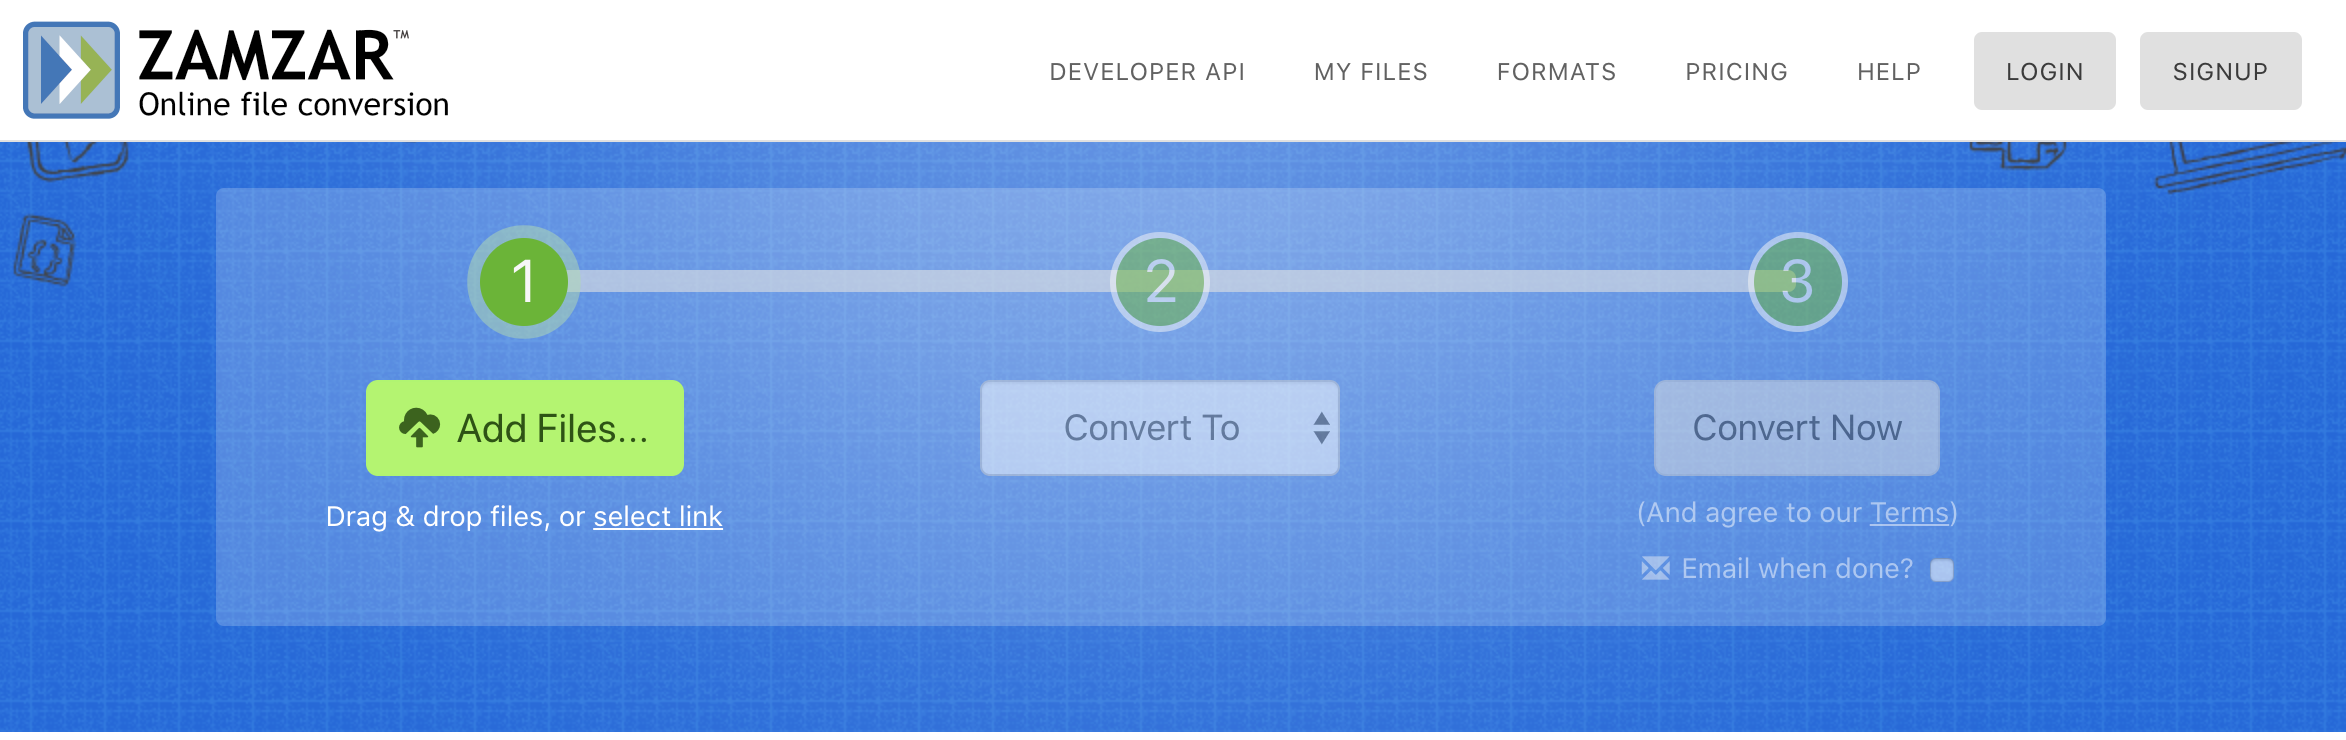 ZAMZAR™
Online file conversion
DEVELOPER API MY FILES FORMATS PRICING HELP LOGIN SIGNUP
1 2 3
Add Files... Convert To Convert Now
Drag & drop files, or select link
(And agree to our Terms)
Email when done?